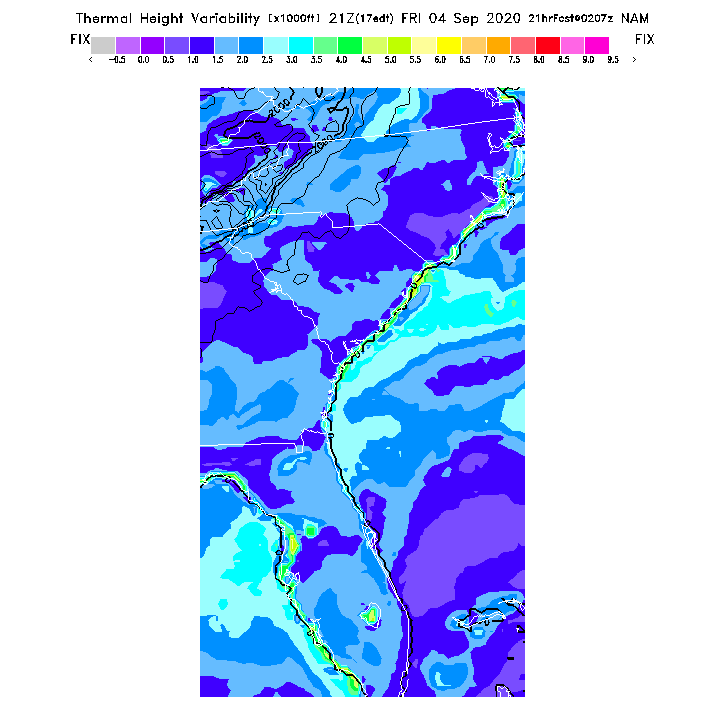 Thermal Height Variability [x1000ft] 21Z(17edt) FRI 04 Sep 2020 21hrFcst@0207z NAM
FIX FIX
< -0.5 0.0 0.5 1.0 1.5 2.0 2.5 3.0 3.5 4.0 4.5 5.0 5.5 6.0 6.5 7.0 7.5 8.0 8.5 9.0 9.5 >
2000